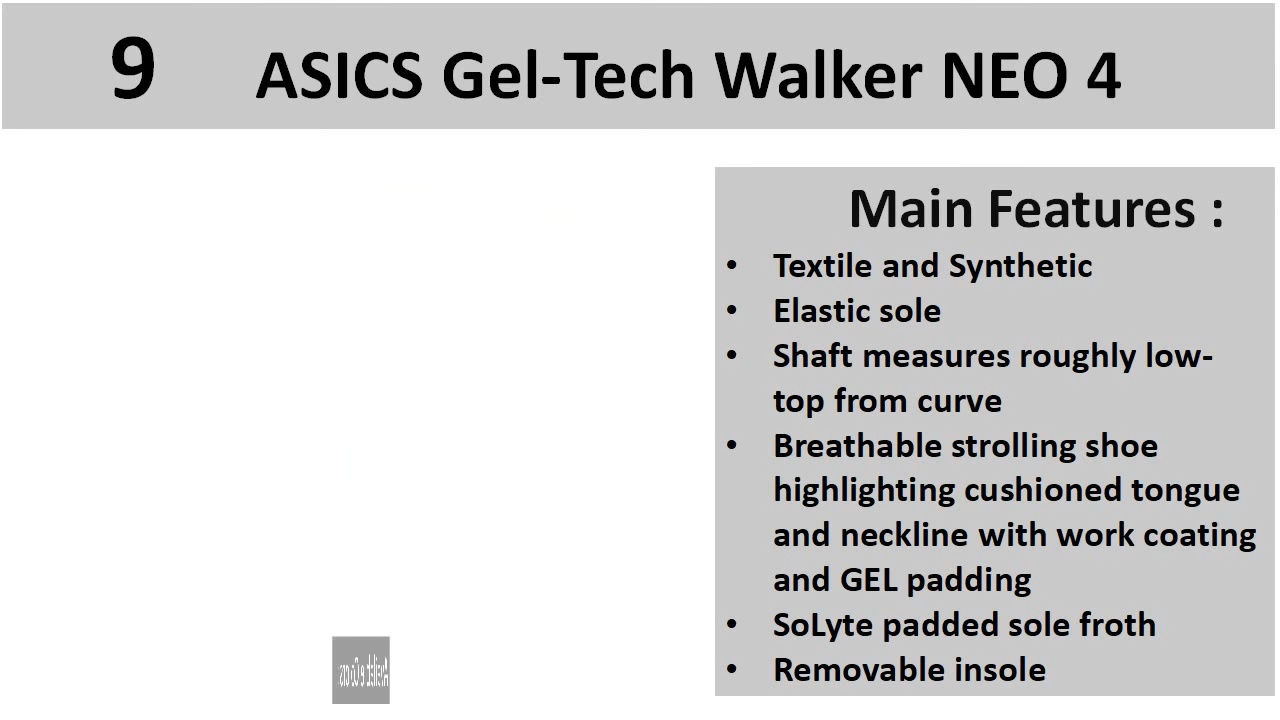 9 ASICS Gel-Tech Walker NEO 4
Main Features :
• Textile and Synthetic
• Elastic sole
• Shaft measures roughly low-
top from curve
• Breathable strolling shoe
highlighting cushioned tongue
and neckline with work coating
and GEL padding
• SoLyte padded sole froth
• Removable insole